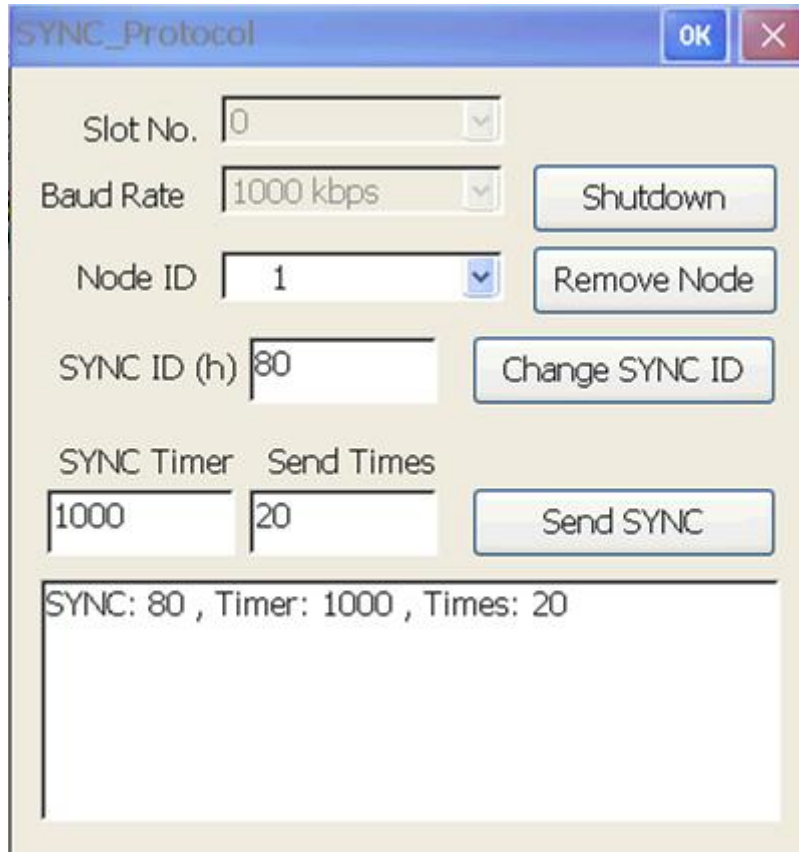 SYNC_Protocol OK
Slot No. 0
Baud Rate 1000 kbps Shutdown
Node ID 1 Remove Node
SYNC ID (h) 80 Change SYNC ID
SYNC Timer Send Times
1000 20 Send SYNC
SYNC: 80 , Timer: 1000 , Times: 20